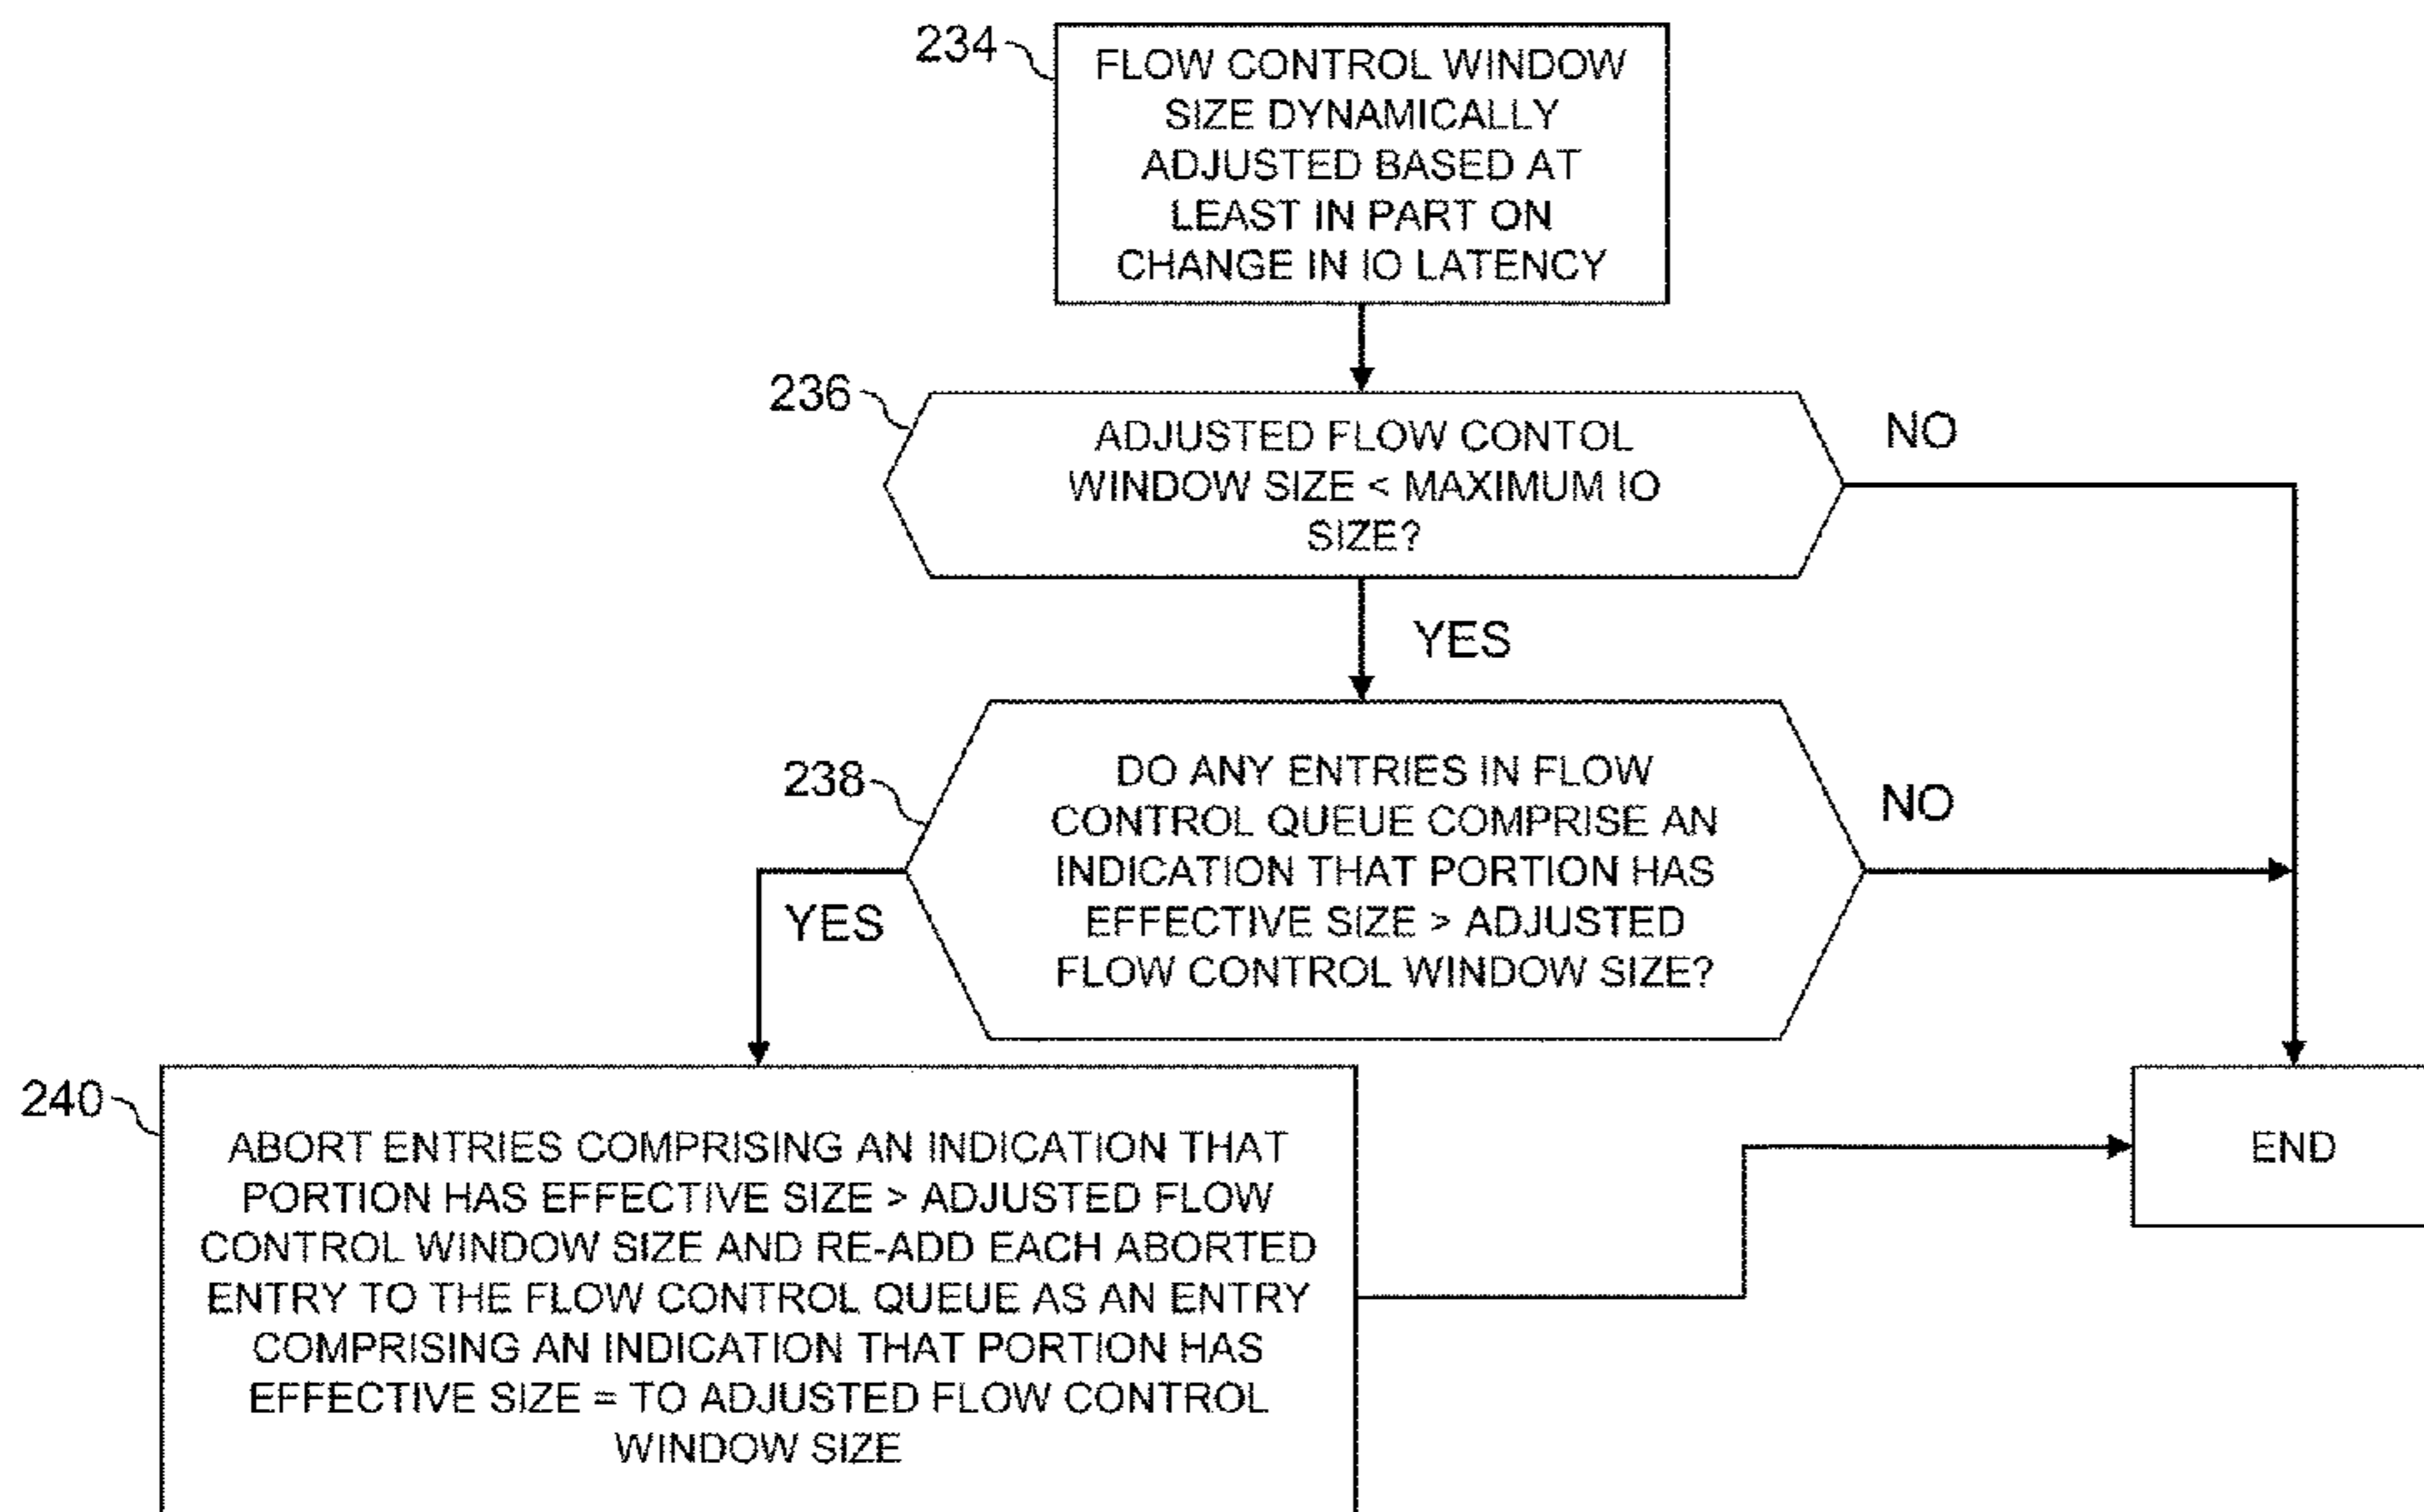 234
FLOW CONTROL WINDOW
SIZE DYNAMICALLY
ADJUSTED BASED AT
LEAST IN PART ON
CHANGE IN IO LATENCY
236
ADJUSTED FLOW CONTOL
WINDOW SIZE < MAXIMUM IO
SIZE?
NO
YES
238
DO ANY ENTRIES IN FLOW
CONTROL QUEUE COMPRISE AN
INDICATION THAT PORTION HAS
EFFECTIVE SIZE > ADJUSTED
FLOW CONTROL WINDOW SIZE?
NO
YES
240
ABORT ENTRIES COMPRISING AN INDICATION THAT
PORTION HAS EFFECTIVE SIZE > ADJUSTED FLOW
CONTROL WINDOW SIZE AND RE-ADD EACH ABORTED
ENTRY TO THE FLOW CONTROL QUEUE AS AN ENTRY
COMPRISING AN INDICATION THAT PORTION HAS
EFFECTIVE SIZE = TO ADJUSTED FLOW CONTROL
WINDOW SIZE
END